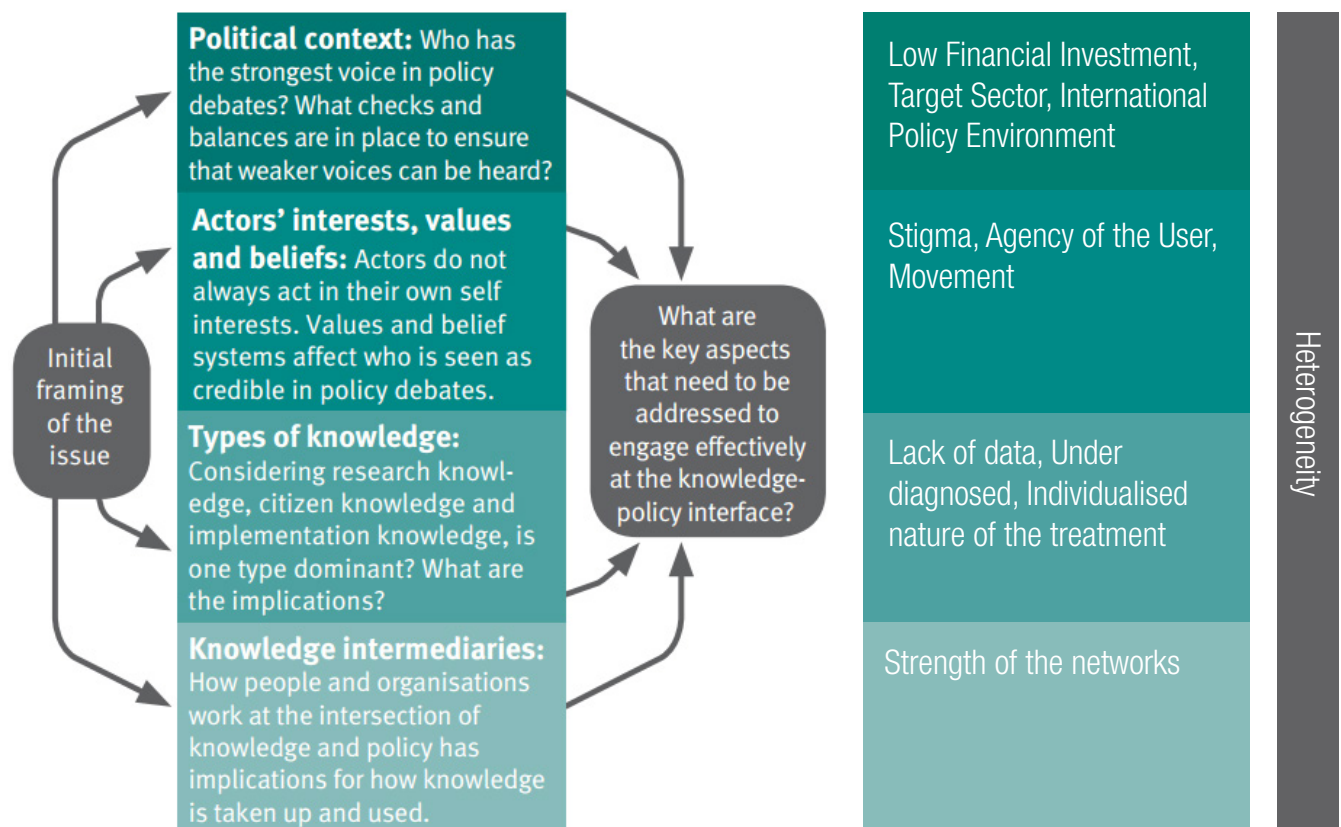 Initial
framing
of the
issue
Political context: Who has
the strongest voice in policy
debates? What checks and
balances are in place to ensure
that weaker voices can be heard?
Actors’ interests, values
and beliefs: Actors do not
always act in their own self
interests. Values and belief
systems affect who is seen as
credible in policy debates.
Types of knowledge:
Considering research knowl-
edge, citizen knowledge and
implementation knowledge, is
one type dominant? What are
the implications?
Knowledge intermediaries:
How people and organisations
work at the intersection of
knowledge and policy has
implications for how knowledge
is taken up and used.
What are
the key aspects
that need to be
addressed to
engage effectively
at the knowledge-
policy interface?
Low Financial Investment,
Target Sector, International
Policy Environment
Stigma, Agency of the User,
Movement
Lack of data, Under
diagnosed, Individualised
nature of the treatment
Strength of the networks
Heterogeneity